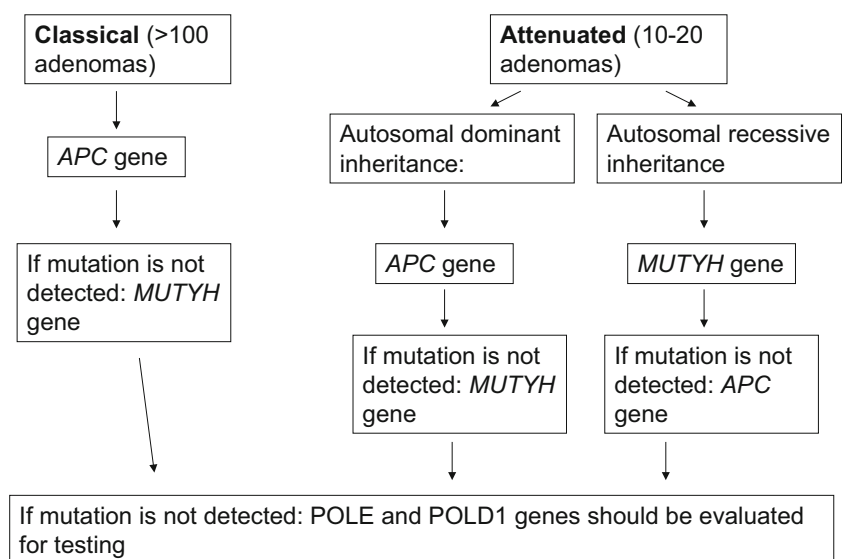 Classical (>100
adenomas)
Attenuated (10-20
adenomas)
Autosomal dominant
inheritance:
Autosomal recessive
inheritance
APC gene
If mutation is not
detected: MUTYH
gene
APC gene
MUTYH gene
If mutation is not
detected: MUTYH
gene
If mutation is not
detected: APC
gene
If mutation is not detected: POLE and POLD1 genes should be evaluated
for testing